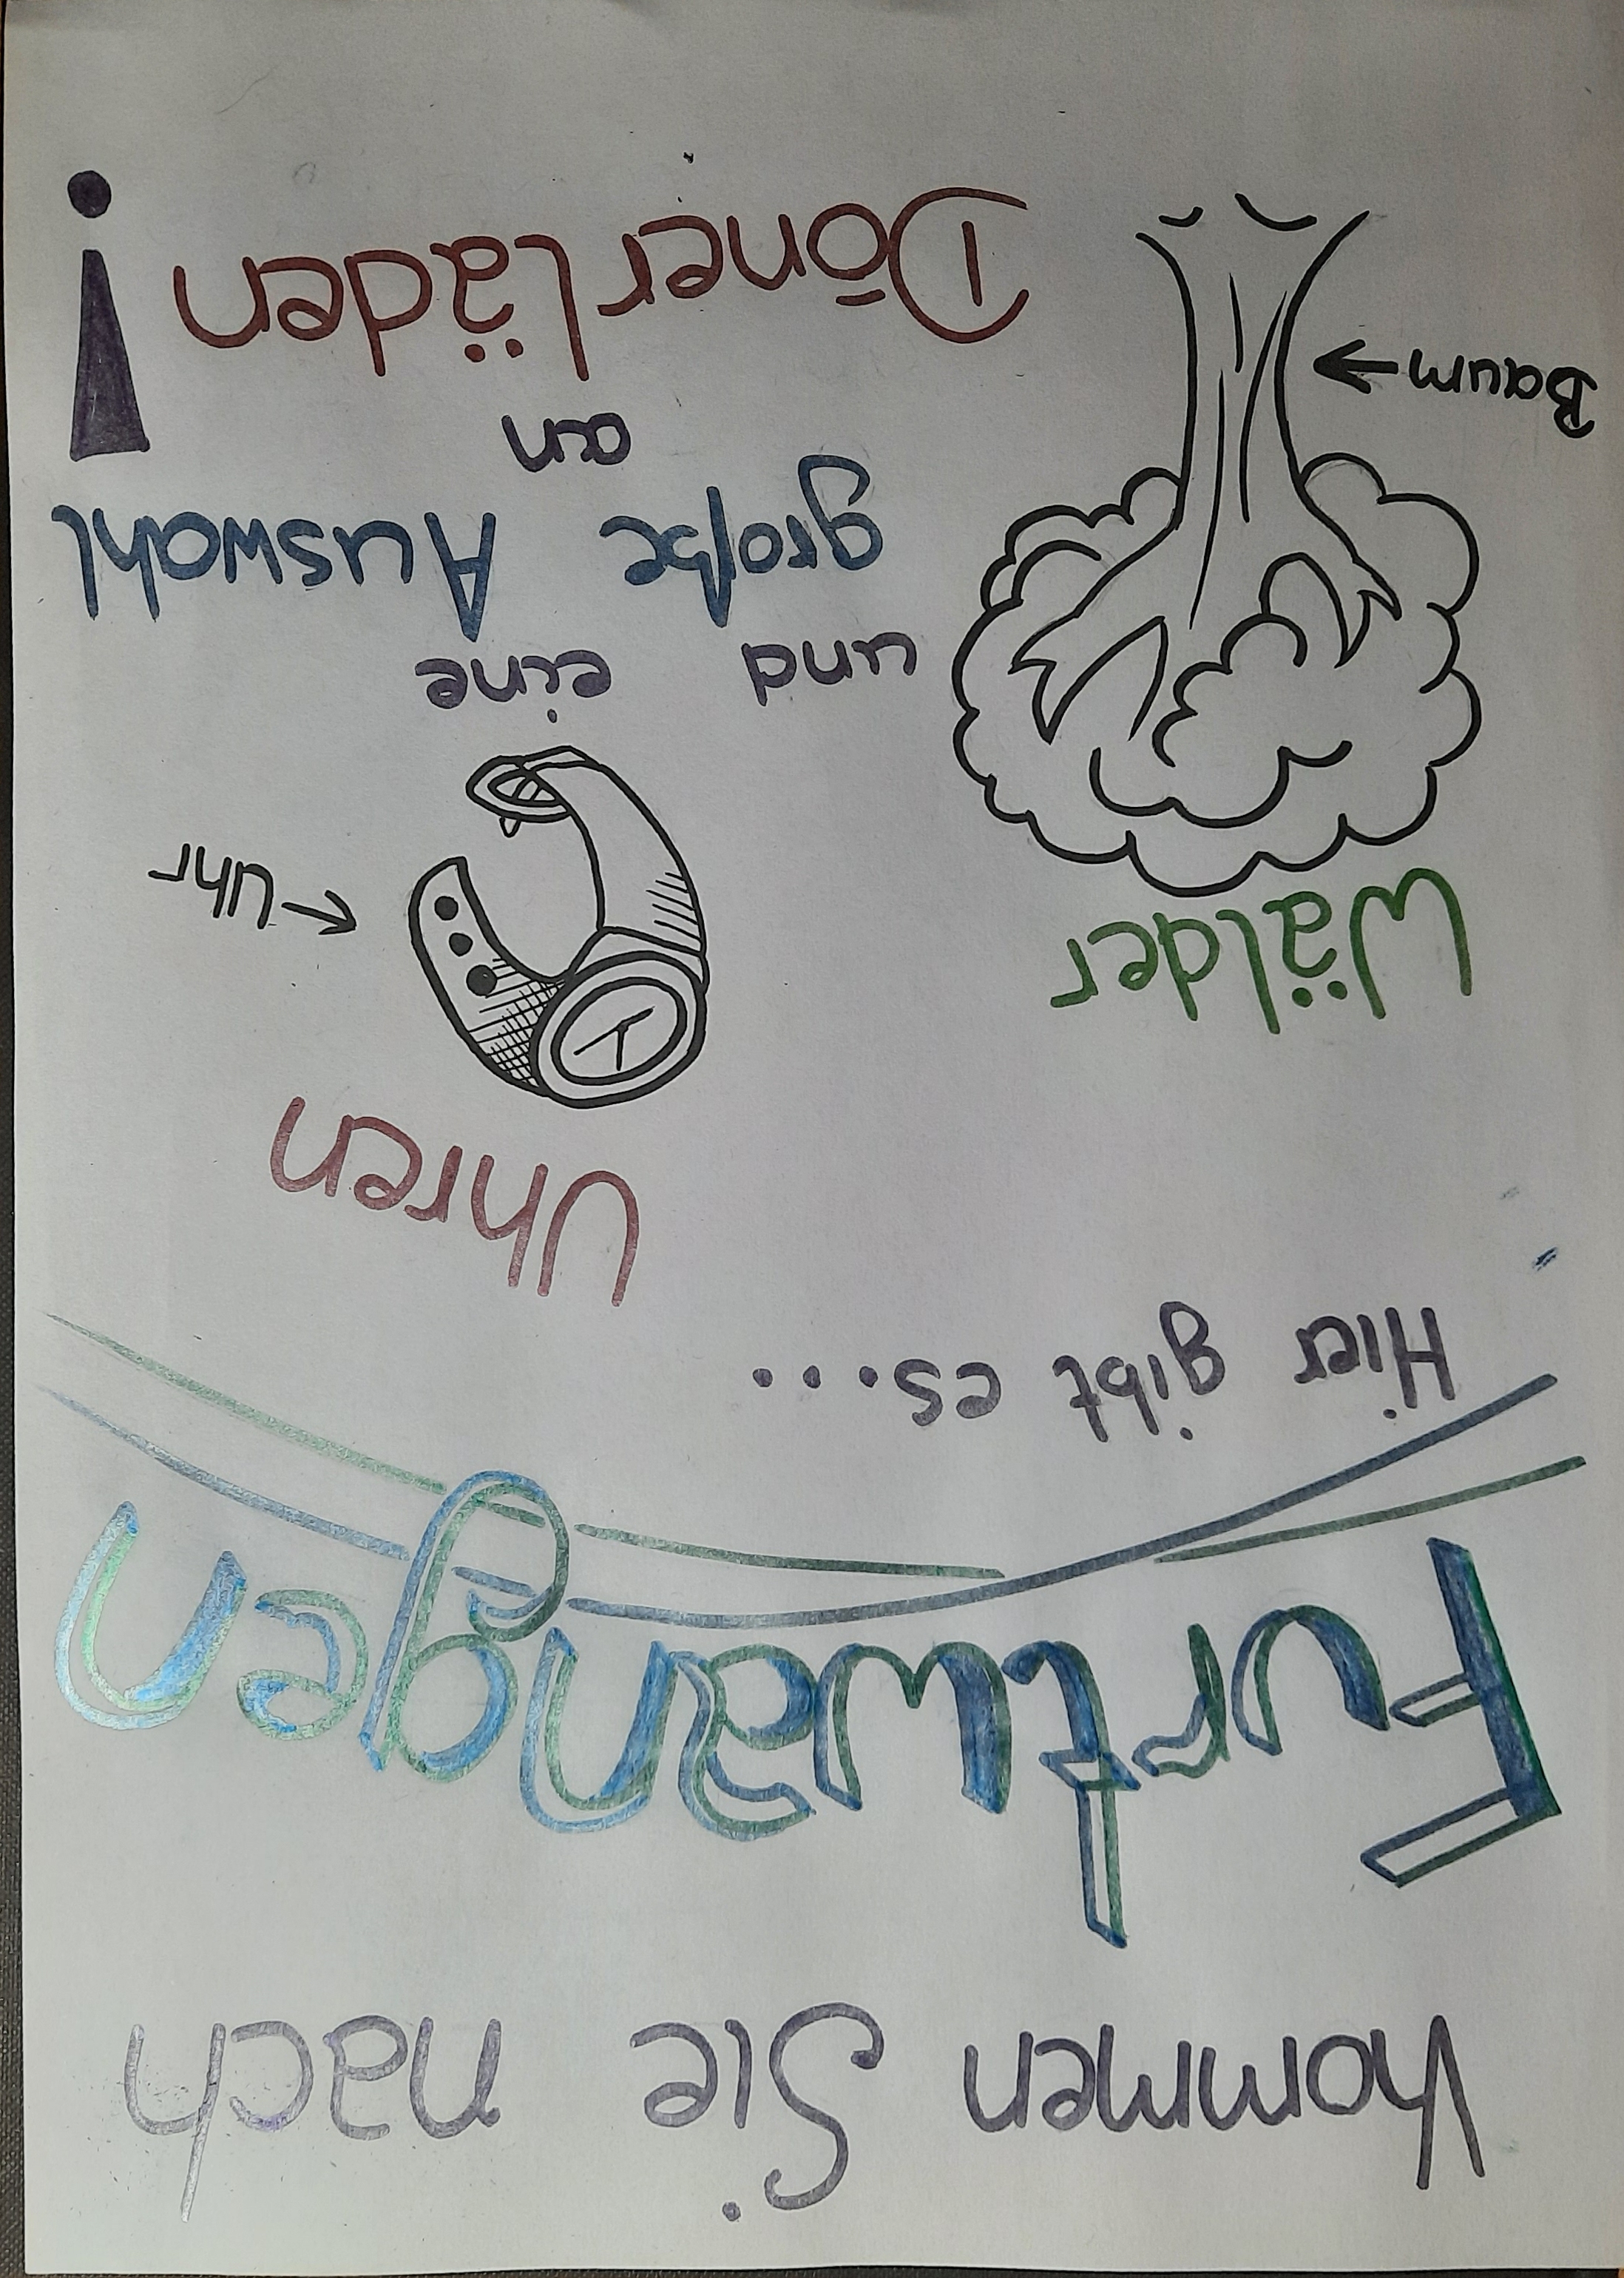 Kommen Sie nach
Furtwangen
Hier gibt es...
Uhren
Wälder
← Uhr
und eine
große Auswahl
an
Baum →
Dönerläden!